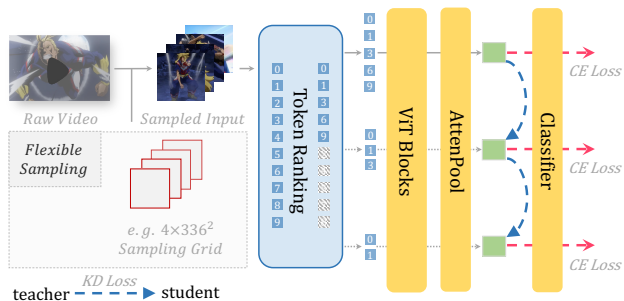 Raw Video
Sampled Input
Flexible
Sampling
e.g. 4×336²
Sampling Grid
KD Loss
teacher
student
0
1
2
3
4
5
6
7
8
9
0
1
3
6
9
Token Ranking
0
1
3
6
9
0
1
3
0
1
ViT Blocks
AttenPool
Classifier
CE Loss
CE Loss
CE Loss